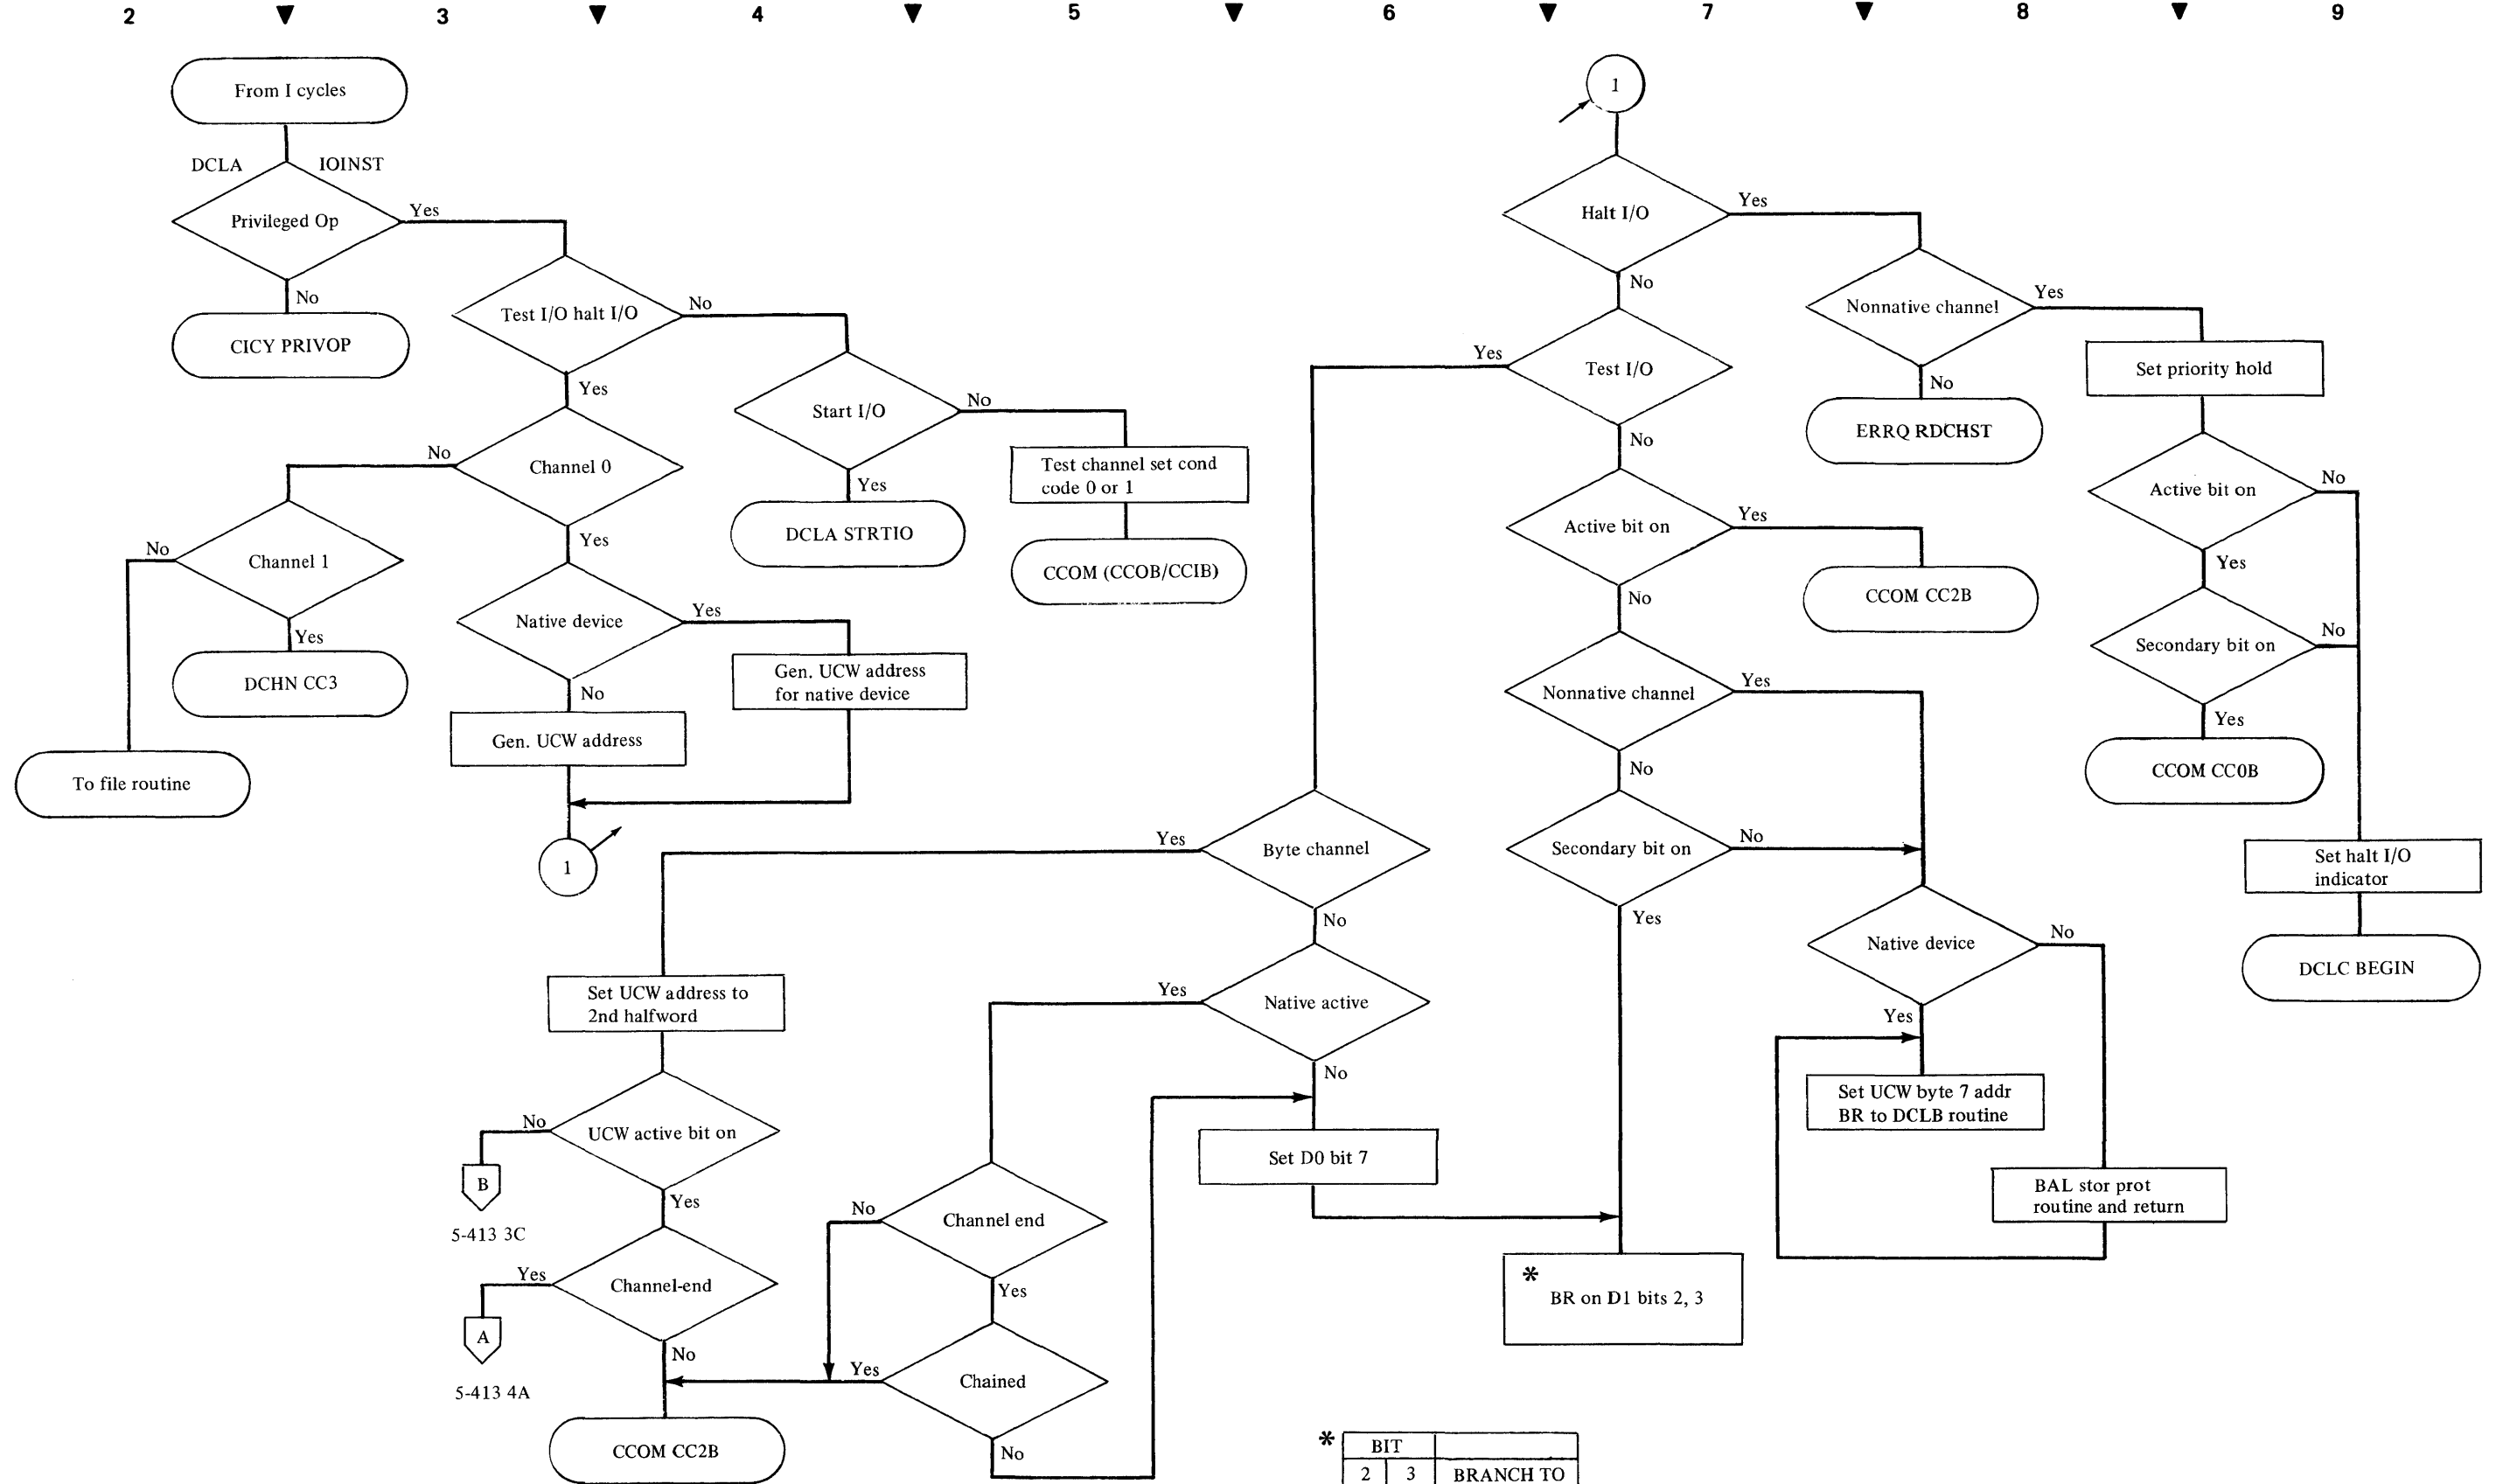 2 3 4 5 6 7 8 9
From I cycles
DCLA IOINST
Privileged Op
Yes
No
CICY PRIVOP
Test I/O halt I/O
No
Yes
Start I/O
No
Yes
DCLA STRTIO
Test channel set cond
code 0 or 1
CCOM (CCOB/CCIB)
Channel 0
No
Yes
Channel 1
No
Yes
DCHN CC3
To file routine
Native device
Yes
No
Gen. UCW address
for native device
Gen. UCW address
1
1
Halt I/O
Yes
No
Nonnative channel
Yes
No
ERRQ RDCHST
Set priority hold
Active bit on
No
Yes
Secondary bit on
No
Yes
CCOM CC0B
Set halt I/O
indicator
DCLC BEGIN
Test I/O
Yes
No
Active bit on
Yes
No
CCOM CC2B
Nonnative channel
Yes
No
Secondary bit on
No
Yes
Native device
No
Yes
Set UCW byte 7 addr
BR to DCLB routine
BAL stor prot
routine and return
Byte channel
Yes
No
Native active
Yes
No
Set D0 bit 7
* BR on D1 bits 2, 3
Set UCW address to
2nd halfword
UCW active bit on
No
B
5-413 3C
Yes
Channel-end
Yes
A
5-413 4A
No
CCOM CC2B
Channel end
No
Yes
Chained
Yes
No
* BIT
2 3 BRANCH TO